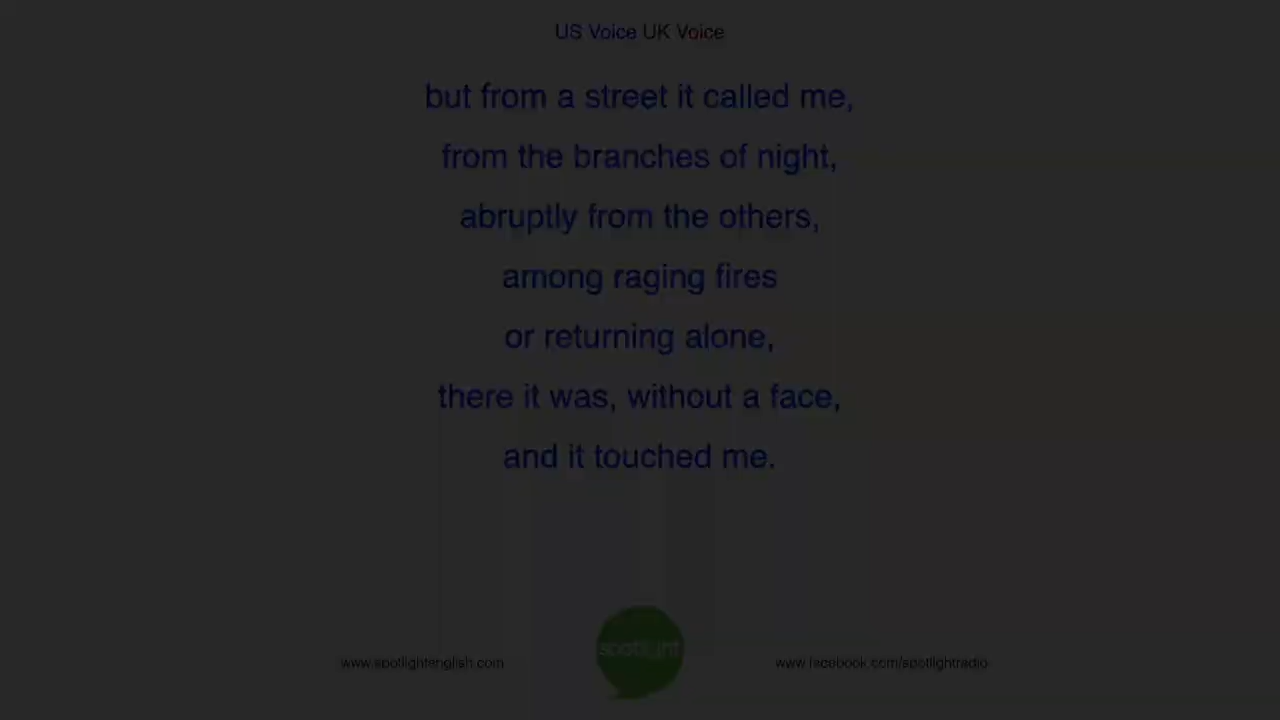 US Voice UK Voice
but from a street it called me,
from the branches of night,
abruptly from the others,
among raging fires
or returning alone,
there it was, without a face,
and it touched me.
spotlight
www.spotlightenglish.com
www.facebook.com/spotlightradio